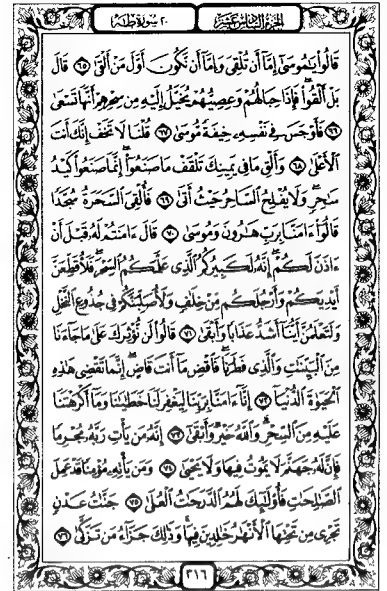 الجزء السادس عشر ٢٠ سورة طه
قَالُوا۟ يَـٰمُوسَىٰٓ إِمَّآ أَن تُلْقِىَ وَإِمَّآ أَن نَّكُونَ أَوَّلَ مَنْ أَلْقَىٰ ٦٥ قَالَ
بَلْ أَلْقُوا۟ ۖ فَإِذَا حِبَالُهُمْ وَعِصِيُّهُمْ يُخَيَّلُ إِلَيْهِ مِن سِحْرِهِمْ أَنَّهَا تَسْعَىٰ
٦٦ فَأَوْجَسَ فِى نَفْسِهِۦ خِيفَةً مُّوسَىٰ ٦٧ قُلْنَا لَا تَخَفْ إِنَّكَ أَنتَ
ٱلْأَعْلَىٰ ٦٨ وَأَلْقِ مَا فِى يَمِينِكَ تَلْقَفْ مَا صَنَعُوٓا۟ ۖ إِنَّمَا صَنَعُوا۟ كَيْدُ
سَـٰحِرٍ ۖ وَلَا يُفْلِحُ ٱلسَّاحِرُ حَيْثُ أَتَىٰ ٦٩ فَأُلْقِىَ ٱلسَّحَرَةُ سُجَّدًا
قَالُوٓا۟ ءَامَنَّا بِرَبِّ هَـٰرُونَ وَمُوسَىٰ ٧٠ قَالَ ءَامَنتُمْ لَهُۥ قَبْلَ أَنْ
ءَاذَنَ لَكُمْ ۖ إِنَّهُۥ لَكَبِيرُكُمُ ٱلَّذِى عَلَّمَكُمُ ٱلسِّحْرَ ۖ فَلَأُقَطِّعَنَّ
أَيْدِيَكُمْ وَأَرْجُلَكُم مِّنْ خِلَـٰفٍ وَلَأُصَلِّبَنَّكُمْ فِى جُذُوعِ ٱلنَّخْلِ
وَلَتَعْلَمُنَّ أَيُّنَآ أَشَدُّ عَذَابًا وَأَبْقَىٰ ٧١ قَالُوا۟ لَن نُّؤْثِرَكَ عَلَىٰ مَا جَآءَنَا
مِنَ ٱلْبَيِّنَـٰتِ وَٱلَّذِى فَطَرَنَا ۖ فَٱقْضِ مَآ أَنتَ قَاضٍ ۖ إِنَّمَا تَقْضِى هَـٰذِهِ
ٱلْحَيَوٰةَ ٱلدُّنْيَآ ٧٢ إِنَّآ ءَامَنَّا بِرَبِّنَا لِيَغْفِرَ لَنَا خَطَـٰيَـٰنَا وَمَآ أَكْرَهْتَنَا
عَلَيْهِ مِنَ ٱلسِّحْرِ ۗ وَٱللَّهُ خَيْرٌ وَأَبْقَىٰٓ ٧٣ إِنَّهُۥ مَن يَأْتِ رَبَّهُۥ مُجْرِمًا
فَإِنَّ لَهُۥ جَهَنَّمَ لَا يَمُوتُ فِيهَا وَلَا يَحْيَىٰ ٧٤ وَمَن يَأْتِهِۦ مُؤْمِنًا قَدْ عَمِلَ
ٱلصَّـٰلِحَـٰتِ فَأُو۟لَـٰٓئِكَ لَهُمُ ٱلدَّرَجَـٰتُ ٱلْعُلَىٰ ٧٥ جَنَّـٰتُ عَدْنٍ
تَجْرِى مِن تَحْتِهَا ٱلْأَنْهَـٰرُ خَـٰلِدِينَ فِيهَا ۚ وَذَٰلِكَ جَزَآءُ مَن تَزَكَّىٰ ٧٦
٣١٦